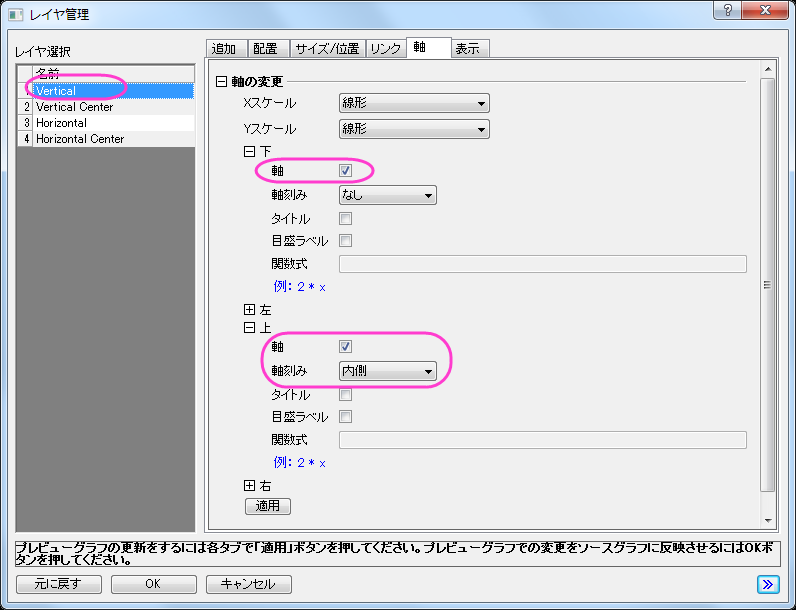 レイヤ管理
レイヤ選択
名前
1 Vertical
2 Vertical Center
3 Horizontal
4 Horizontal Center
追加 配置 サイズ/位置 リンク 軸 表示
軸の変更
Xスケール 線形
Yスケール 線形
下
軸
軸刻み なし
タイトル
目盛ラベル
関数式
例: 2 * x
左
上
軸
軸刻み 内側
タイトル
目盛ラベル
関数式
例: 2 * x
右
適用
プレビューグラフの更新をするには各タブで「適用」ボタンを押してください。プレビューグラフでの変更をソースグラフに反映させるにはOKボ
タンを押してください。
元に戻す OK キャンセル